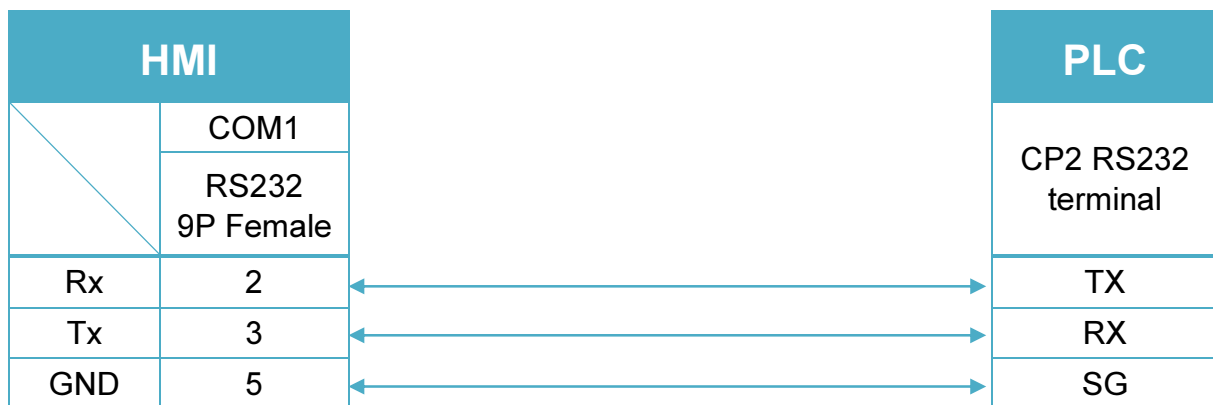 HMI
PLC
COM1
RS232
9P Female
CP2 RS232
terminal
Rx 2 TX
Tx 3 RX
GND 5 SG